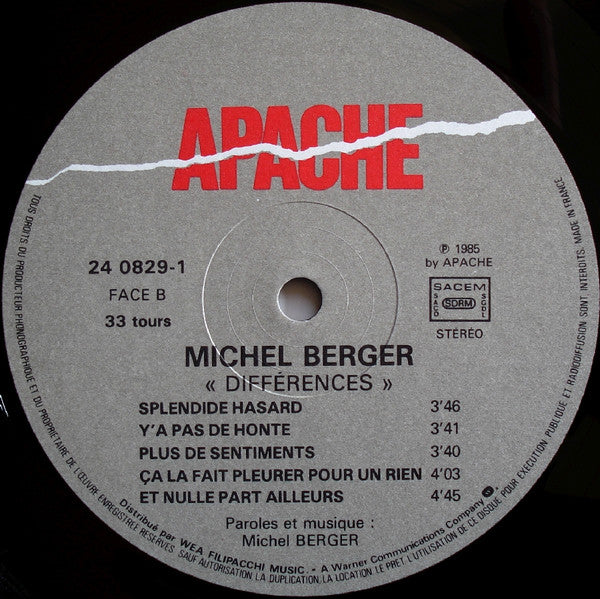 APACHE
24 0829-1
FACE B
33 tours
℗ 1985
by APACHE
SACEM
SACD SDRM SGDL
STÉRÉO
MICHEL BERGER
« DIFFÉRENCES »
SPLENDIDE HASARD 3'46
Y'A PAS DE HONTE 3'41
PLUS DE SENTIMENTS 3'40
ÇA LA FAIT PLEURER POUR UN RIEN 4'03
ET NULLE PART AILLEURS 4'45
Paroles et musique :
Michel BERGER
Distribué par WEA FILIPACCHI MUSIC. - A Warner Communications Company
TOUS DROITS DU PRODUCTEUR PHONOGRAPHIQUE ET DU PROPRIETAIRE DE L'ŒUVRE ENREGISTREE RESERVES. SAUF AUTORISATION, LA DUPLICATION, LA LOCATION LE PRET L'UTILISATION DE CE DISQUE POUR EXECUTION PUBLIQUE ET RADIODIFFUSION SONT INTERDITS. MADE IN FRANCE